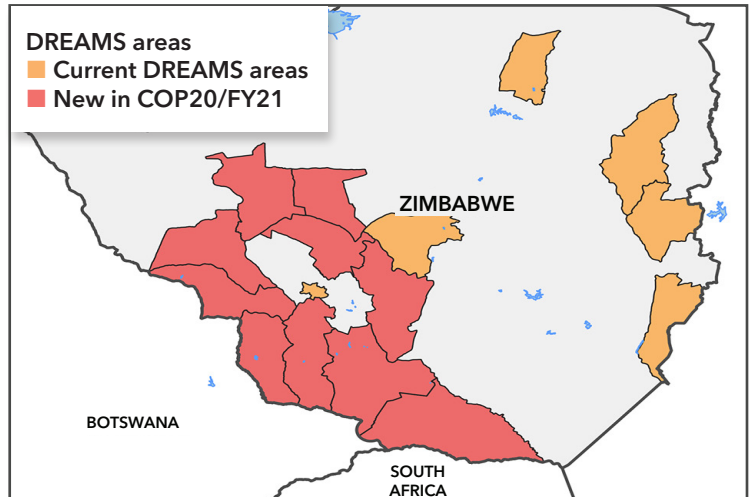 DREAMS areas
Current DREAMS areas
New in COP20/FY21
ZIMBABWE
BOTSWANA
SOUTH
AFRICA